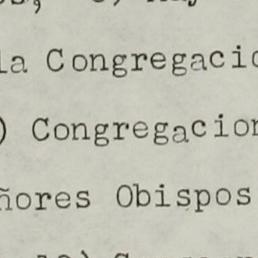 la Congregacio
) Congregacion
ñores Obispos